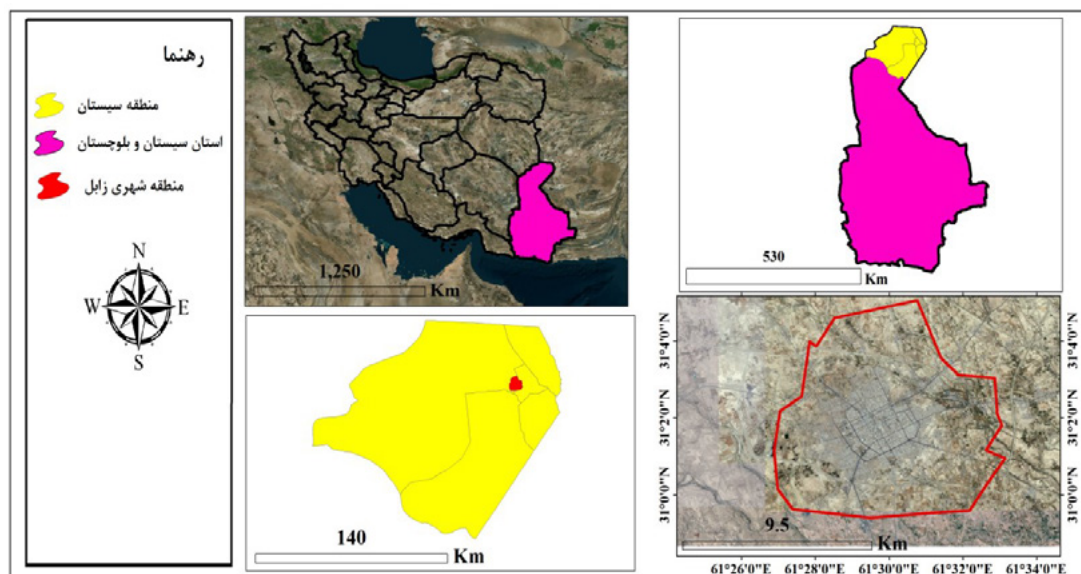 رهنما
منطقه سیستان
استان سیستان و بلوچستان
منطقه شهری زابل
N
W E
S
1,250
Km
530
Km
140
Km
9.5
Km
31°4'0"N
31°2'0"N
31°0'0"N
31°4'0"N
31°2'0"N
31°0'0"N
61°26'0"E 61°28'0"E 61°30'0"E 61°32'0"E 61°34'0"E